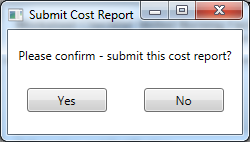 Submit Cost Report
Please confirm - submit this cost report?
Yes
No